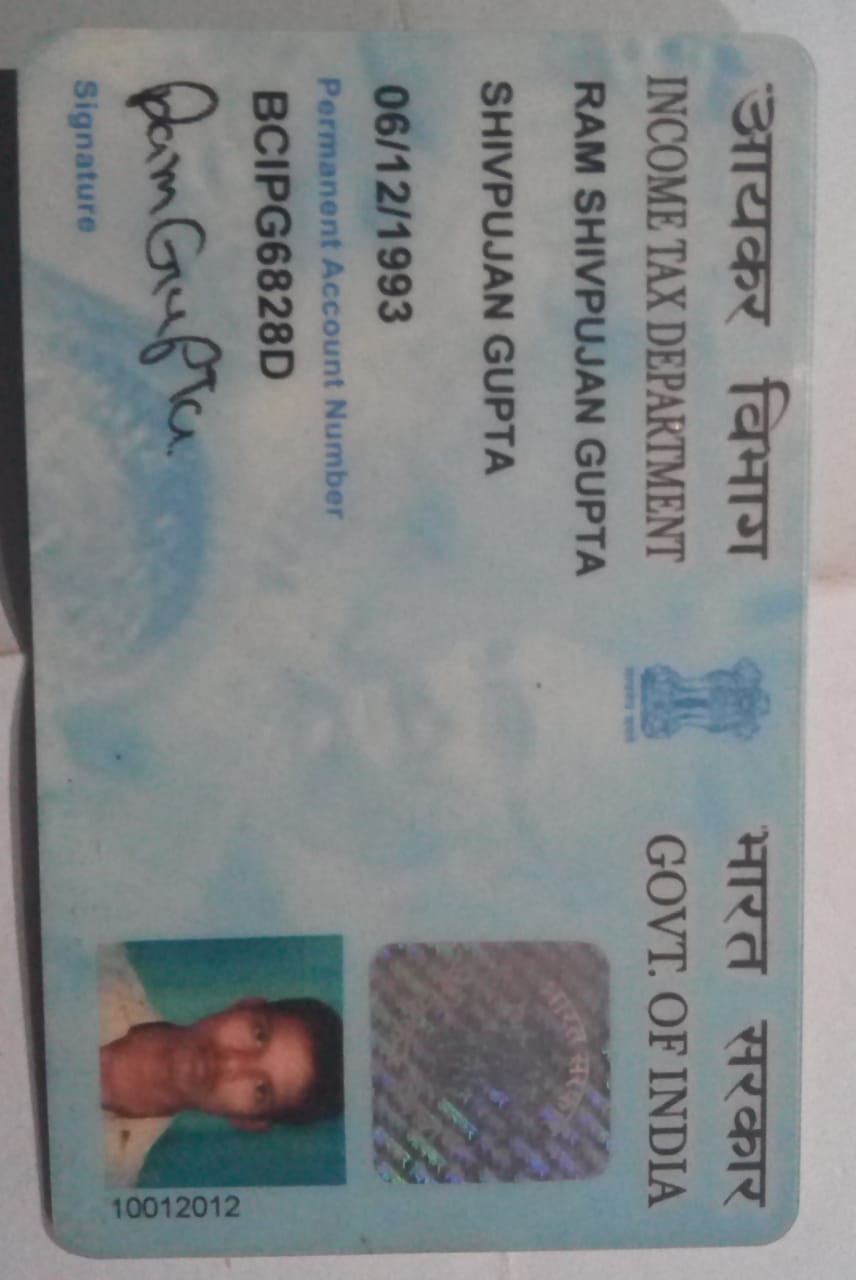 आयकर विभाग
INCOME TAX DEPARTMENT
भारत सरकार
GOVT. OF INDIA
RAM SHIVPUJAN GUPTA
SHIVPUJAN GUPTA
06/12/1993
Permanent Account Number
BCIPG6828D
Ram Gupta.
Signature
10012012